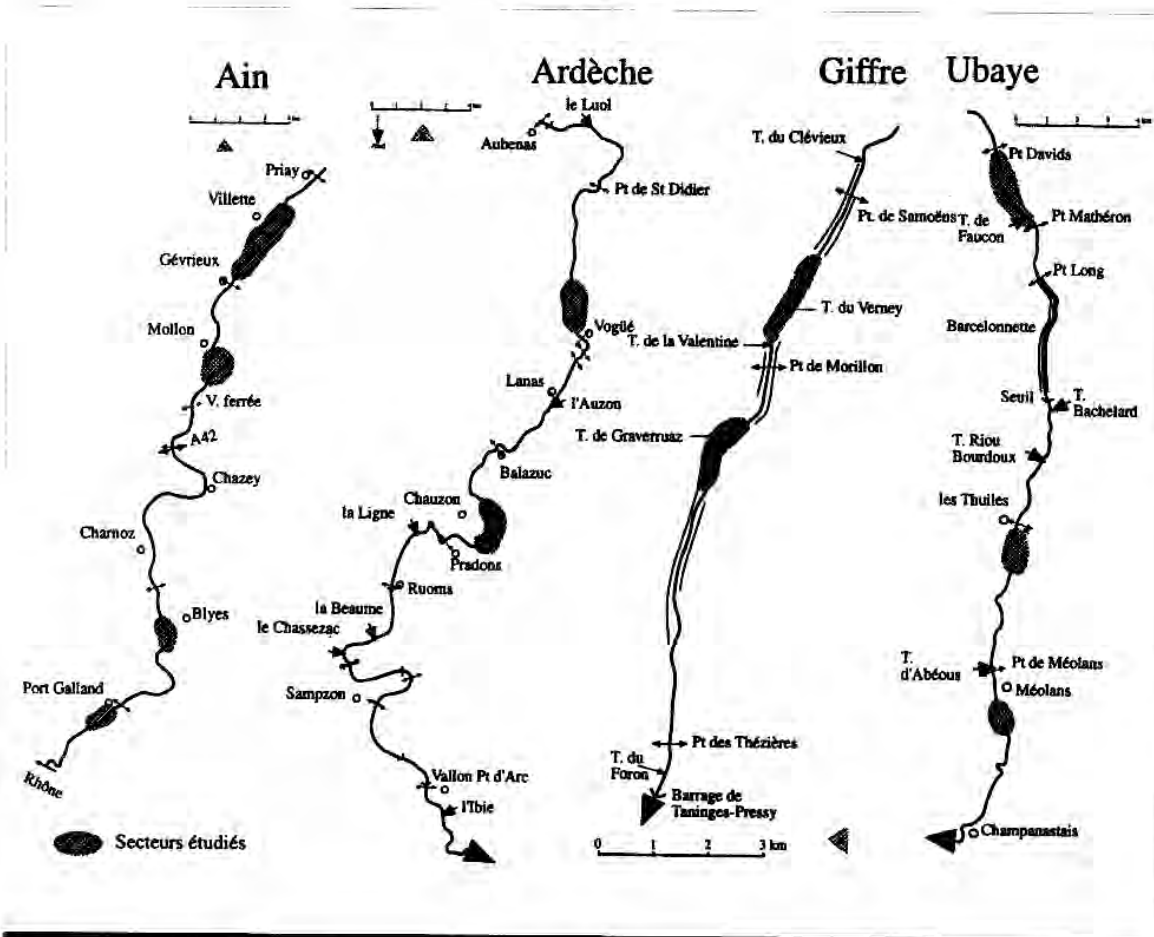 Ain
Ardèche
Giffre
Ubaye
Priay
Villette
Gévrieux
Mollon
V. ferrée
A42
Chazey
Charnoz
Blyes
Port Galland
Rhône
Secteurs étudiés
le Luol
Aubenas
Pt de St Didier
Vogüé
Lanas
l'Auzon
Balazuc
Chauzon
la Ligne
Pradons
Ruoms
la Beaume
le Chassezac
Sampzon
Vallon Pt d'Arc
l'Ibie
T. du Clévieux
Pt. de Samoëns
T. du Verney
T. de la Valentine
Pt de Morillon
T. de Graverruaz
Pt des Thézières
T. du
Foron
Barrage de
Taninges-Pressy
0 1 2 3 km
Pt Davids
T. de
Faucon
Pt Mathéron
Pt Long
Barcelonnette
Seuil
T.
Bachelard
T. Riou
Bourdoux
les Thuiles
T.
d'Abéous
Pt de Méolans
Méolans
Champanastais